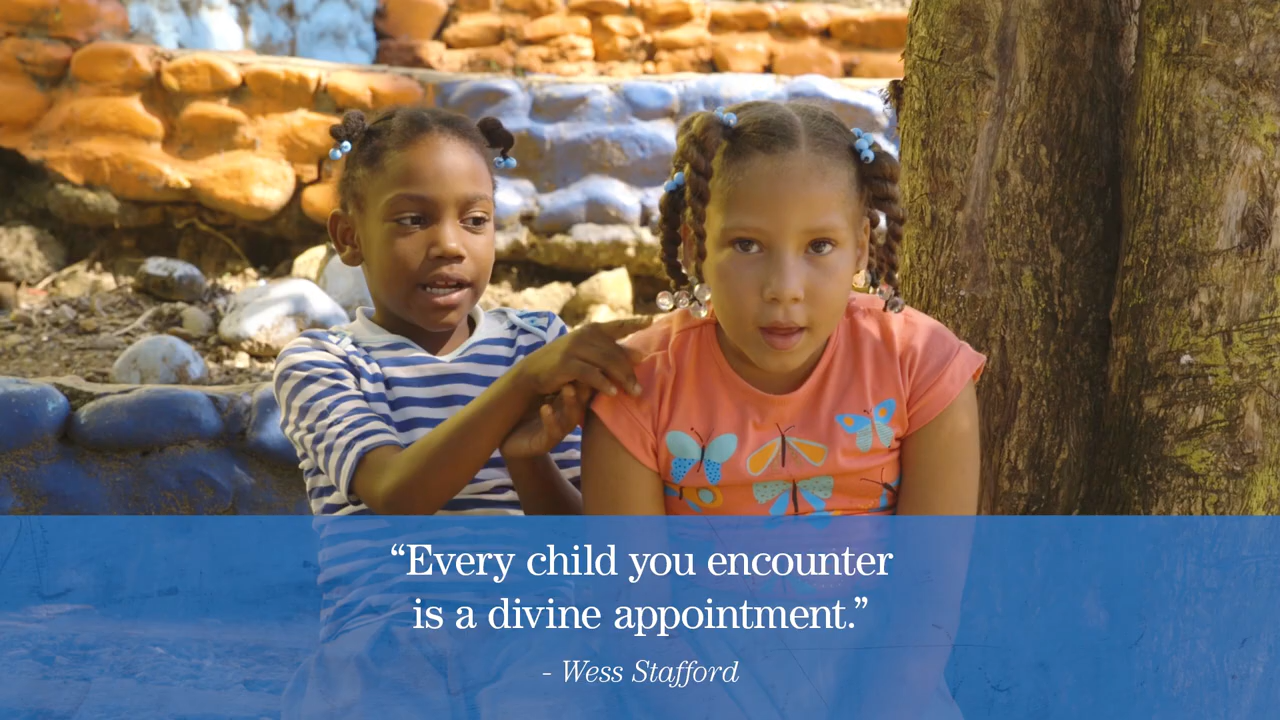 “Every child you encounter
is a divine appointment.”
- Wess Stafford